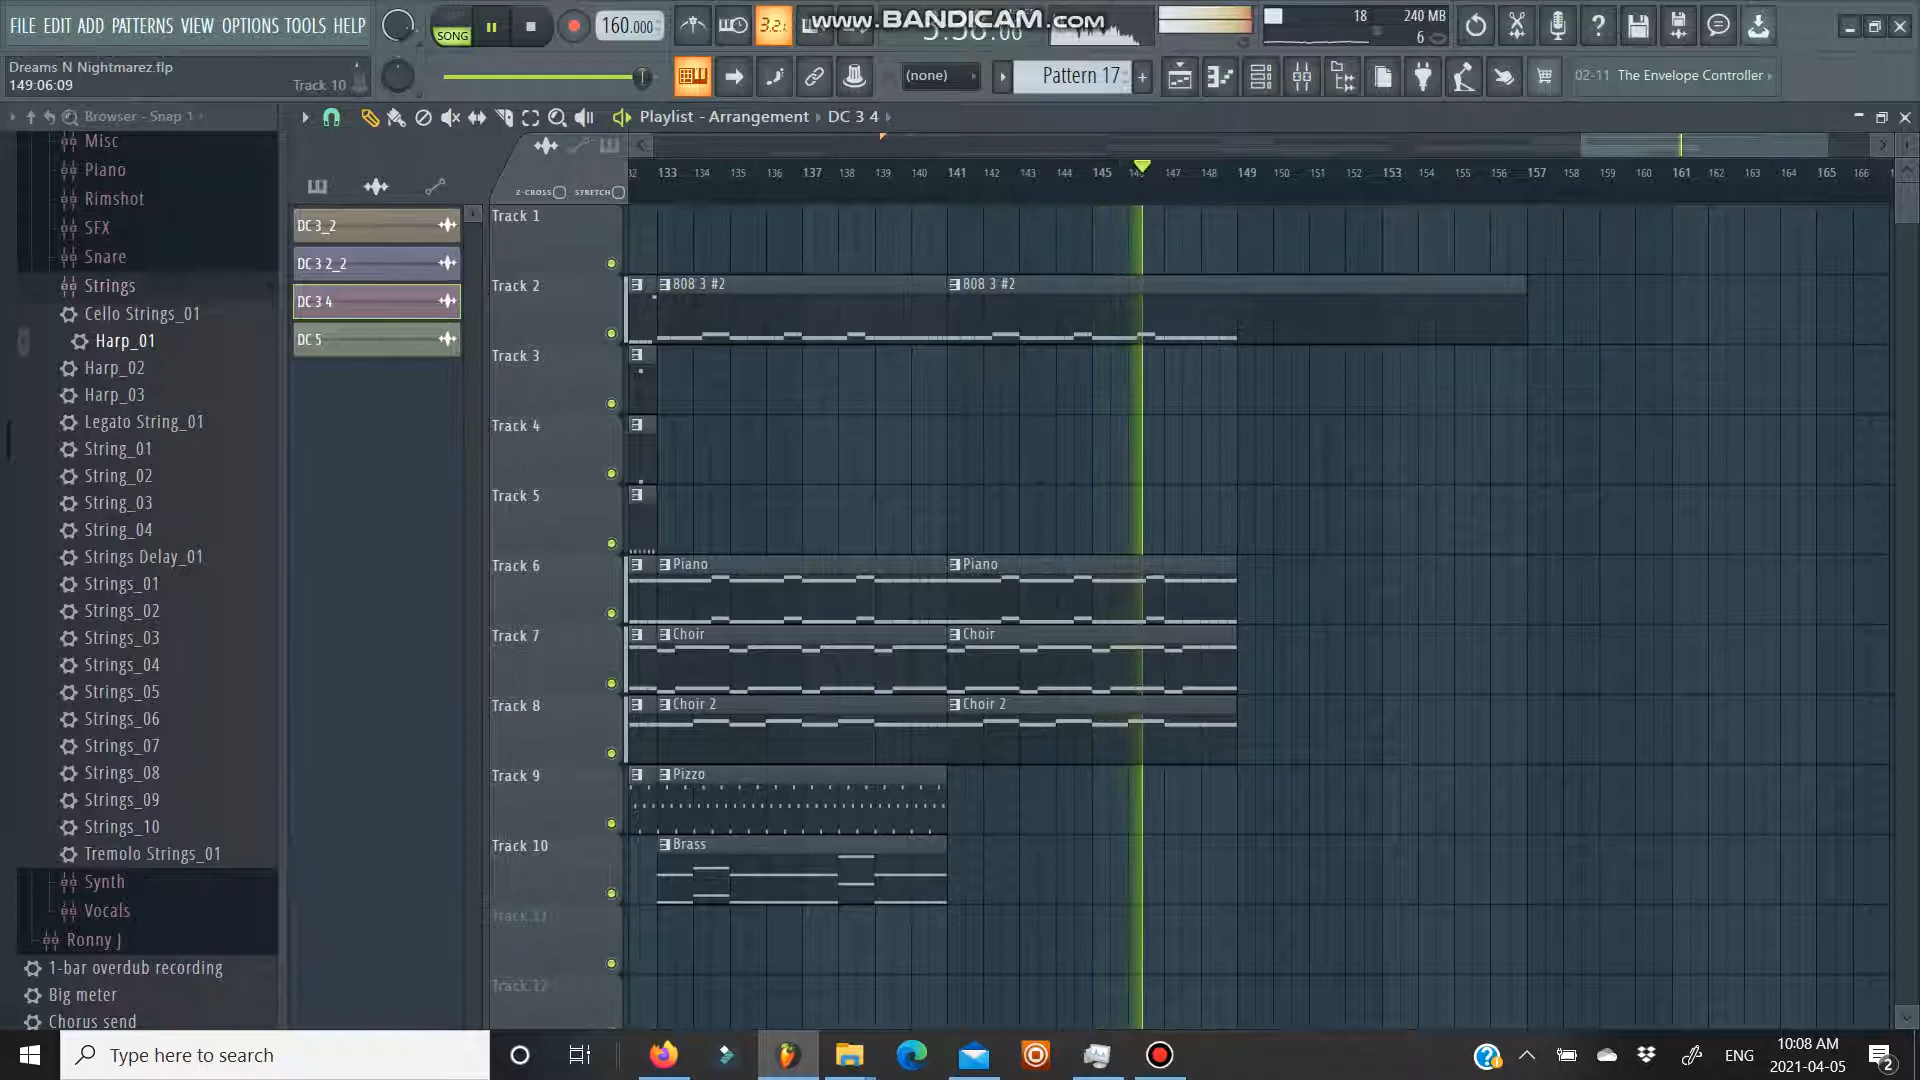 www.BANDICAM.com
FILE EDIT ADD PATTERNS VIEW OPTIONS TOOLS HELP
SONG
160.000
3.2.
18
240 MB
6
Dreams N Nightmarez.flp
149:06:09
Track 10
(none)
Pattern 17
02-11 The Envelope Controller
Browser - Snap 1
Playlist - Arrangement
DC 3 4
Misc
Piano
Rimshot
SFX
Snare
Strings
Cello Strings_01
Harp_01
Harp_02
Harp_03
Legato String_01
String_01
String_02
String_03
String_04
Strings Delay_01
Strings_01
Strings_02
Strings_03
Strings_04
Strings_05
Strings_06
Strings_07
Strings_08
Strings_09
Strings_10
Tremolo Strings_01
Synth
Vocals
Ronny J
1-bar overdub recording
Big meter
Chorus send
DC 3_2
DC 3 2_2
DC 3 4
DC 5
Z-CROSS STRETCH
32 133 134 135 136 137 138 139 140 141 142 143 144 145 146 147 148 149 150 151 152 153 154 155 156 157 158 159 160 161 162 163 164 165 166
Track 1
Track 2
808 3 #2
808 3 #2
Track 3
Track 4
Track 5
Track 6
Piano
Piano
Track 7
Choir
Choir
Track 8
Choir 2
Choir 2
Track 9
Pizzo
Track 10
Brass
Track 11
Track 12
Type here to search
ENG
10:08 AM
2021-04-05
2